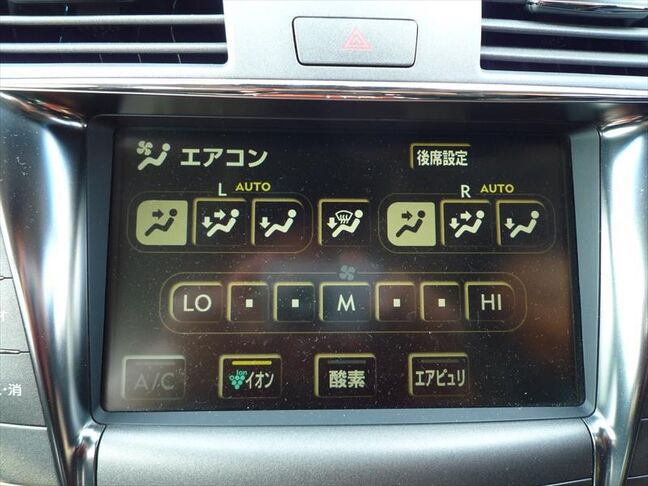 エアコン 後席設定
L AUTO R AUTO
LO M HI
A/C Ion イオン 酸素 エアピュリ
・消